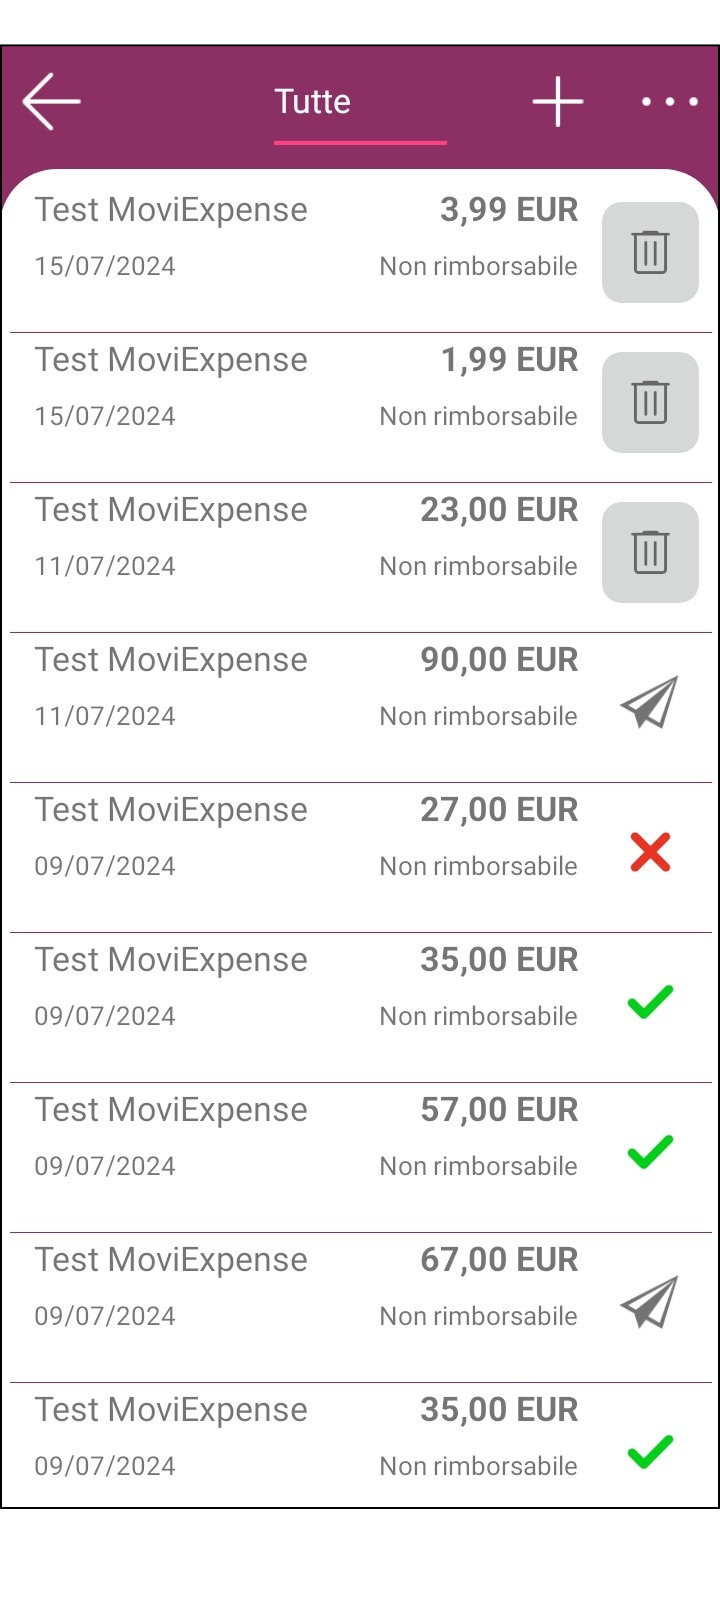 Tutte
Test MoviExpense 3,99 EUR
15/07/2024 Non rimborsabile
Test MoviExpense 1,99 EUR
15/07/2024 Non rimborsabile
Test MoviExpense 23,00 EUR
11/07/2024 Non rimborsabile
Test MoviExpense 90,00 EUR
11/07/2024 Non rimborsabile
Test MoviExpense 27,00 EUR
09/07/2024 Non rimborsabile
Test MoviExpense 35,00 EUR
09/07/2024 Non rimborsabile
Test MoviExpense 57,00 EUR
09/07/2024 Non rimborsabile
Test MoviExpense 67,00 EUR
09/07/2024 Non rimborsabile
Test MoviExpense 35,00 EUR
09/07/2024 Non rimborsabile